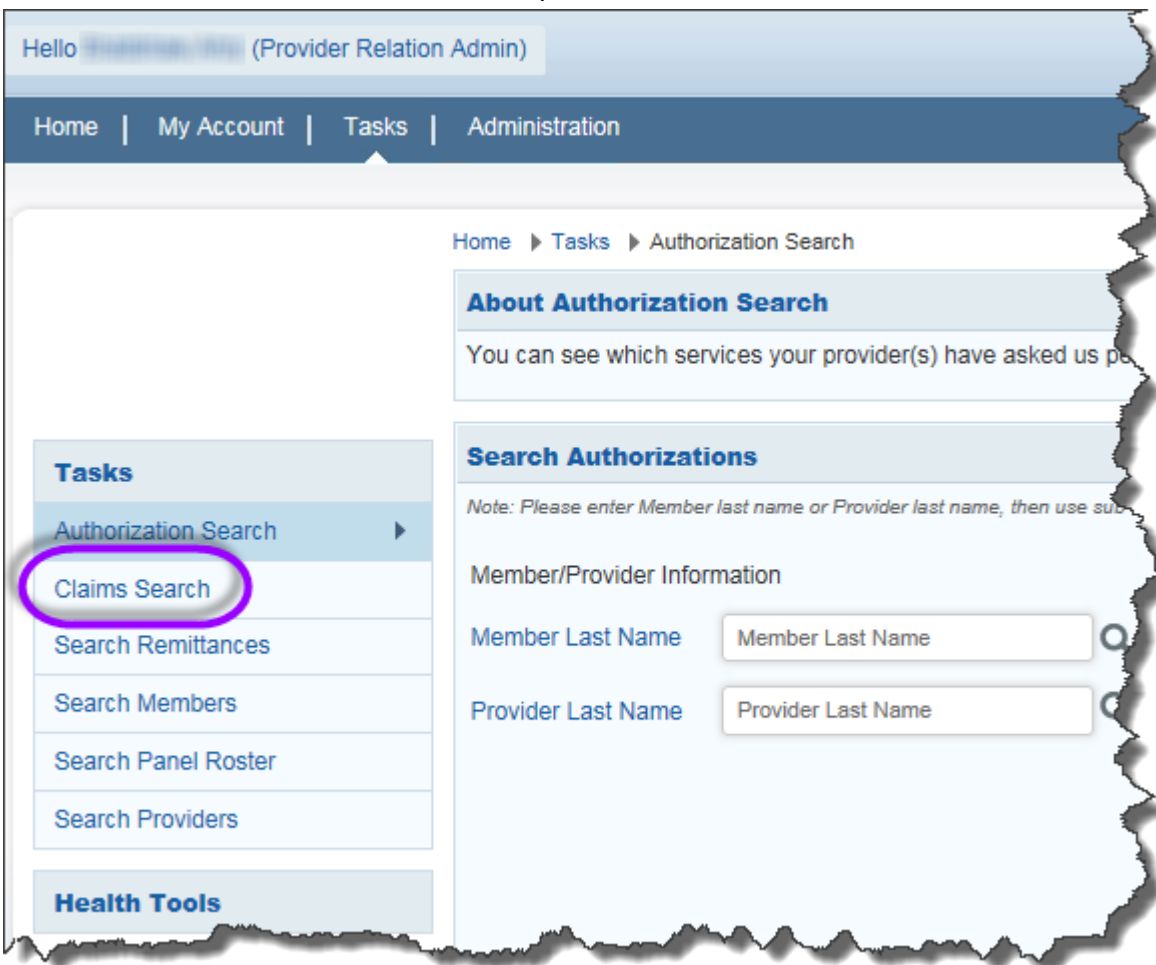 Hello (Provider Relation Admin)
Home | My Account | Tasks | Administration
Home Tasks Authorization Search
About Authorization Search
You can see which services your provider(s) have asked us
Tasks
Authorization Search
Claims Search
Search Remittances
Search Members
Search Panel Roster
Search Providers
Health Tools
Search Authorizations
Note: Please enter Member last name or Provider last name, then use
Member/Provider Information
Member Last Name Member Last Name
Provider Last Name Provider Last Name